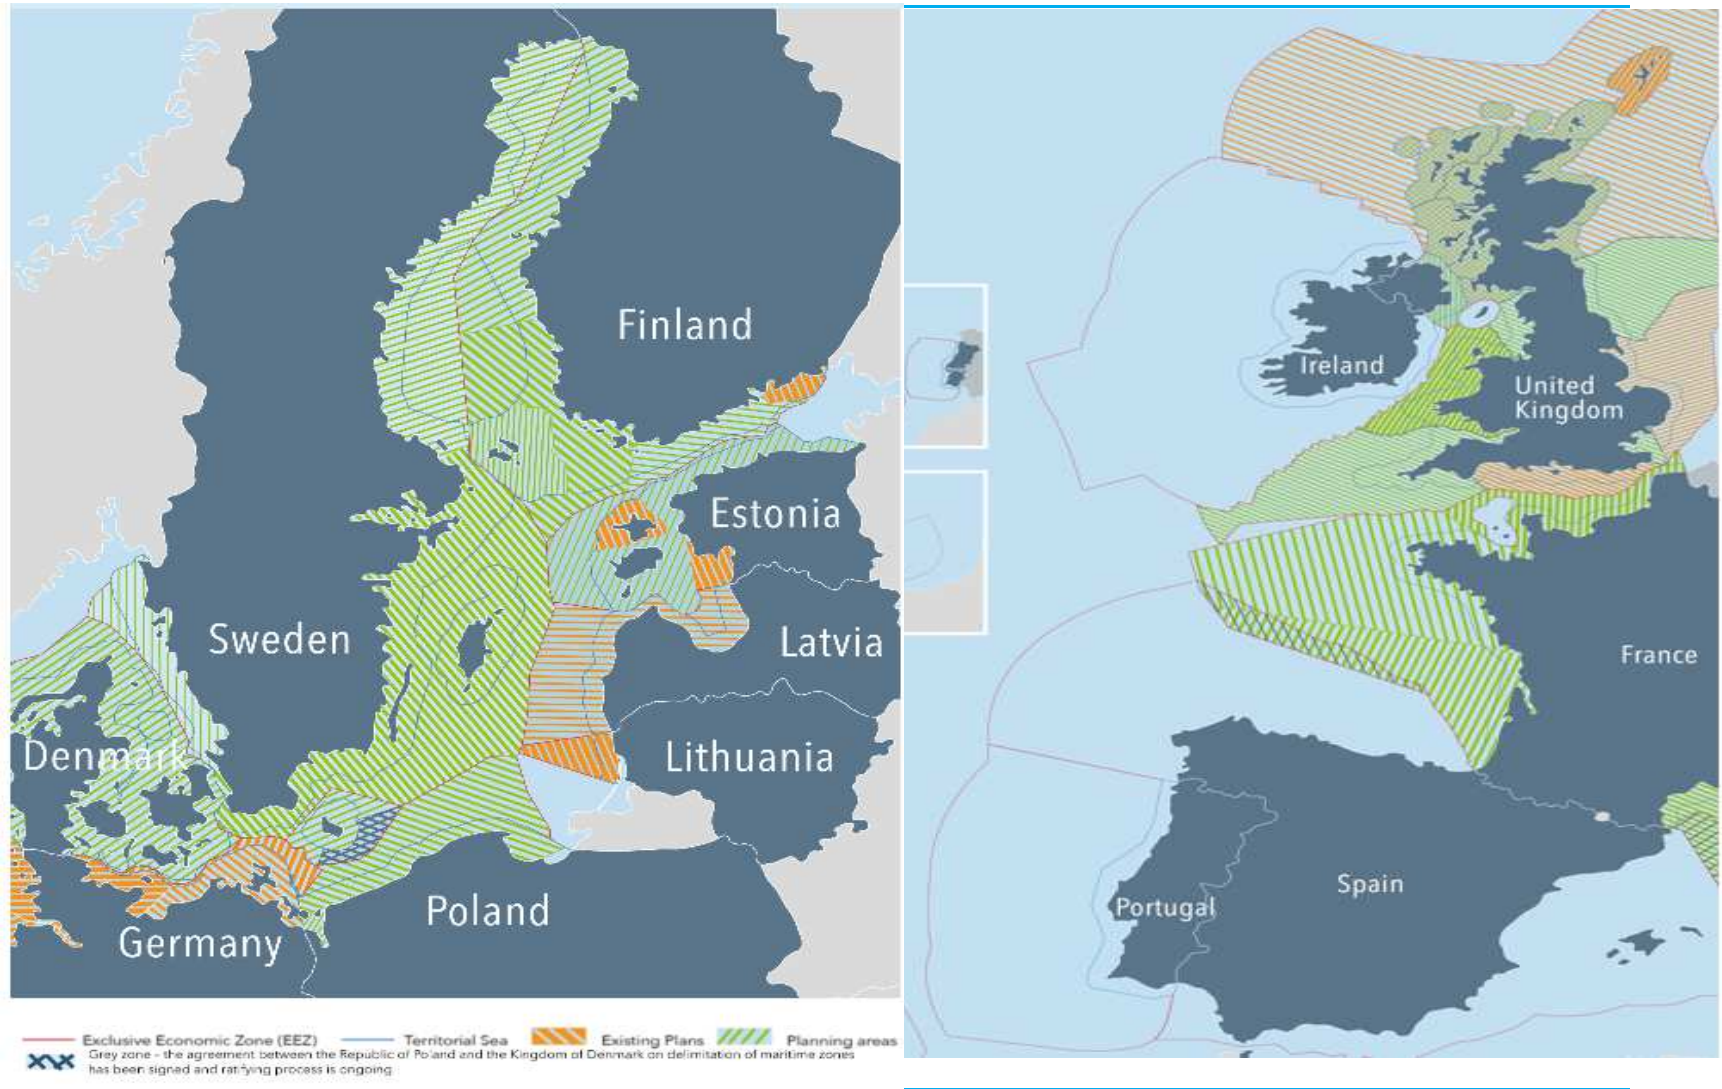 Finland
Estonia
Sweden
Latvia
Denmark
Lithuania
Poland
Germany
Exclusive Economic Zone (EEZ) Territorial Sea Existing Plans Planning areas
Grey zone - the agreement between the Republic of Poland and the Kingdom of Denmark on delimitation of maritime zones
has been signed and ratifying process is ongoing
Ireland
United
Kingdom
France
Spain
Portugal